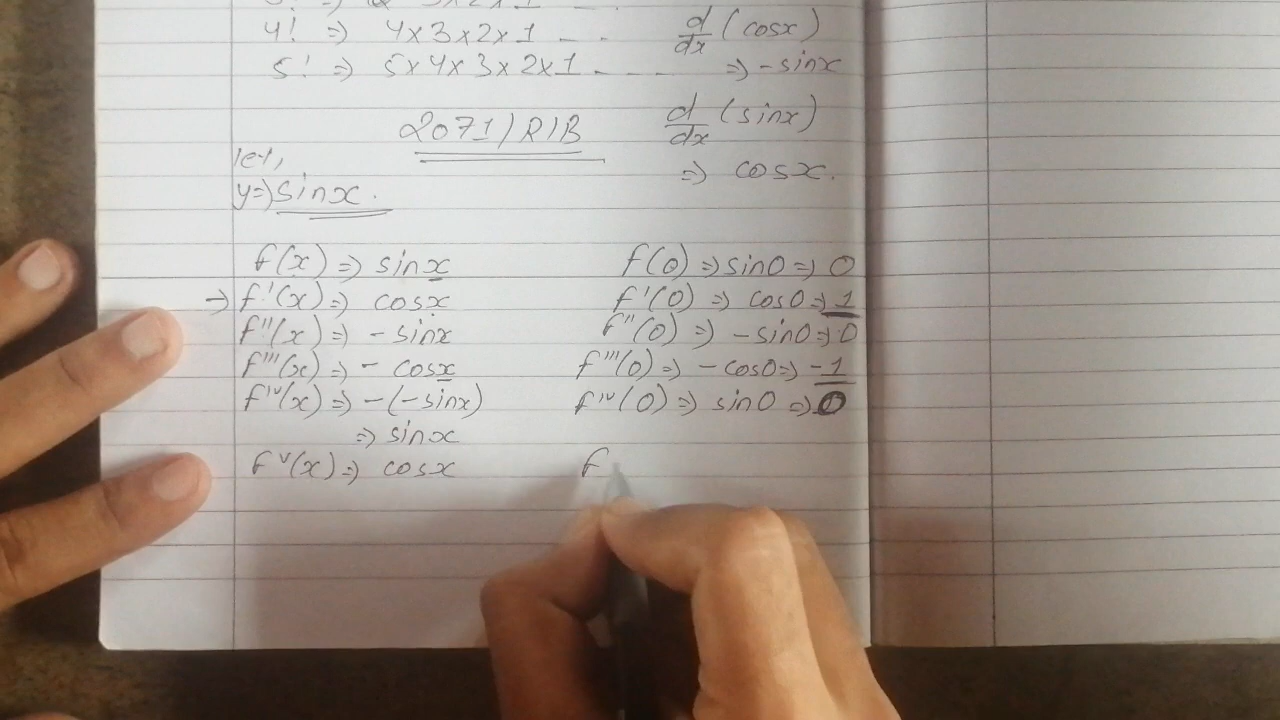 4! => 4x3x2x1 - -
5! => 5x4x3x2x1 - - - -
d/dx (cosx)
=> -sinx
d/dx (sinx)
=> cosx.
2071/R/B
let,
y=> sinx.
f(x) => sinx f(0) => sin0 => 0
-> f'(x) => cosx f'(0) => cos0 => 1
f''(x) => -sinx f''(0) => -sin0 => 0
f'''(x) => - cosx f'''(0) => -cos0 => -1
f^iv(x) => -(-sinx) f^iv(0) => sin0 => 0
=> sinx
f^v(x) => cosx f